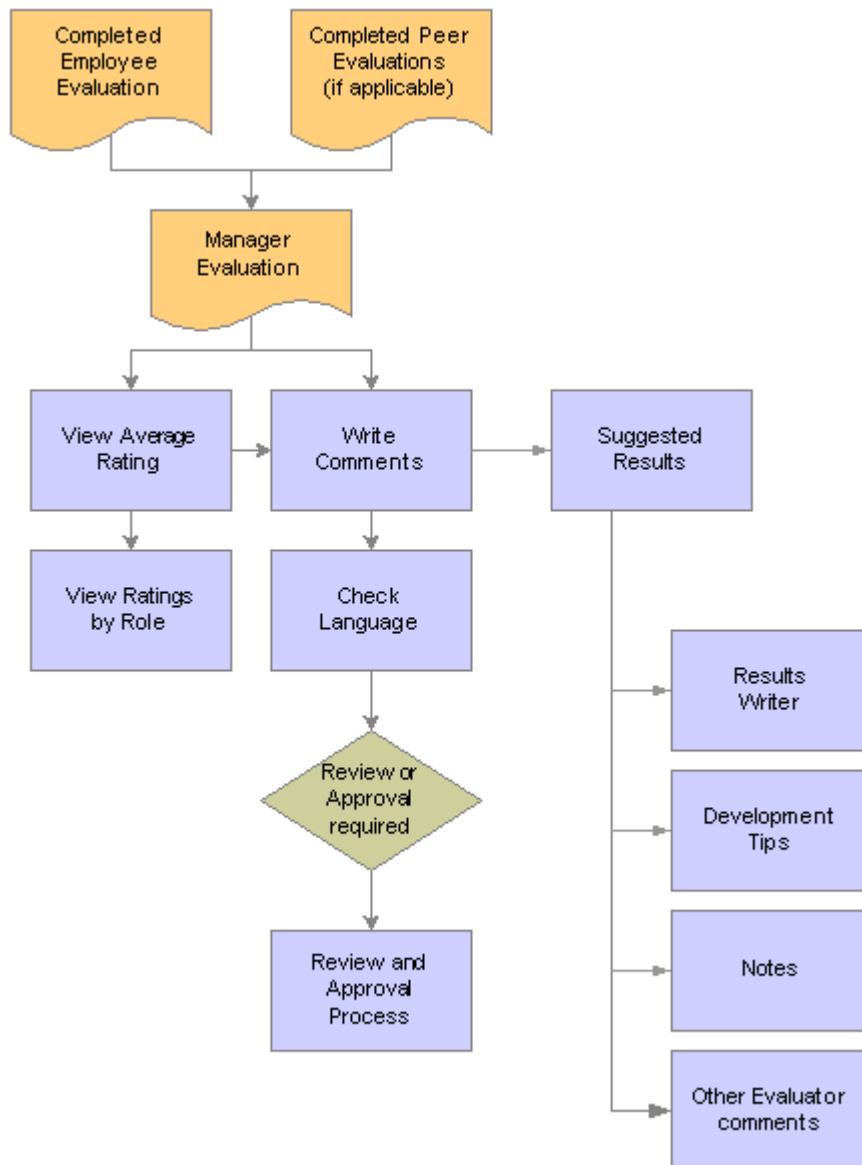 Completed
Employee
Evaluation
Completed Peer
Evaluations
(if applicable)
Manager
Evaluation
View Average
Rating
Write
Comments
Suggested
Results
View Ratings
by Role
Check
Language
Results
Writer
Review or
Approval
required
Development
Tips
Review and
Approval
Process
Notes
Other Evaluator
comments